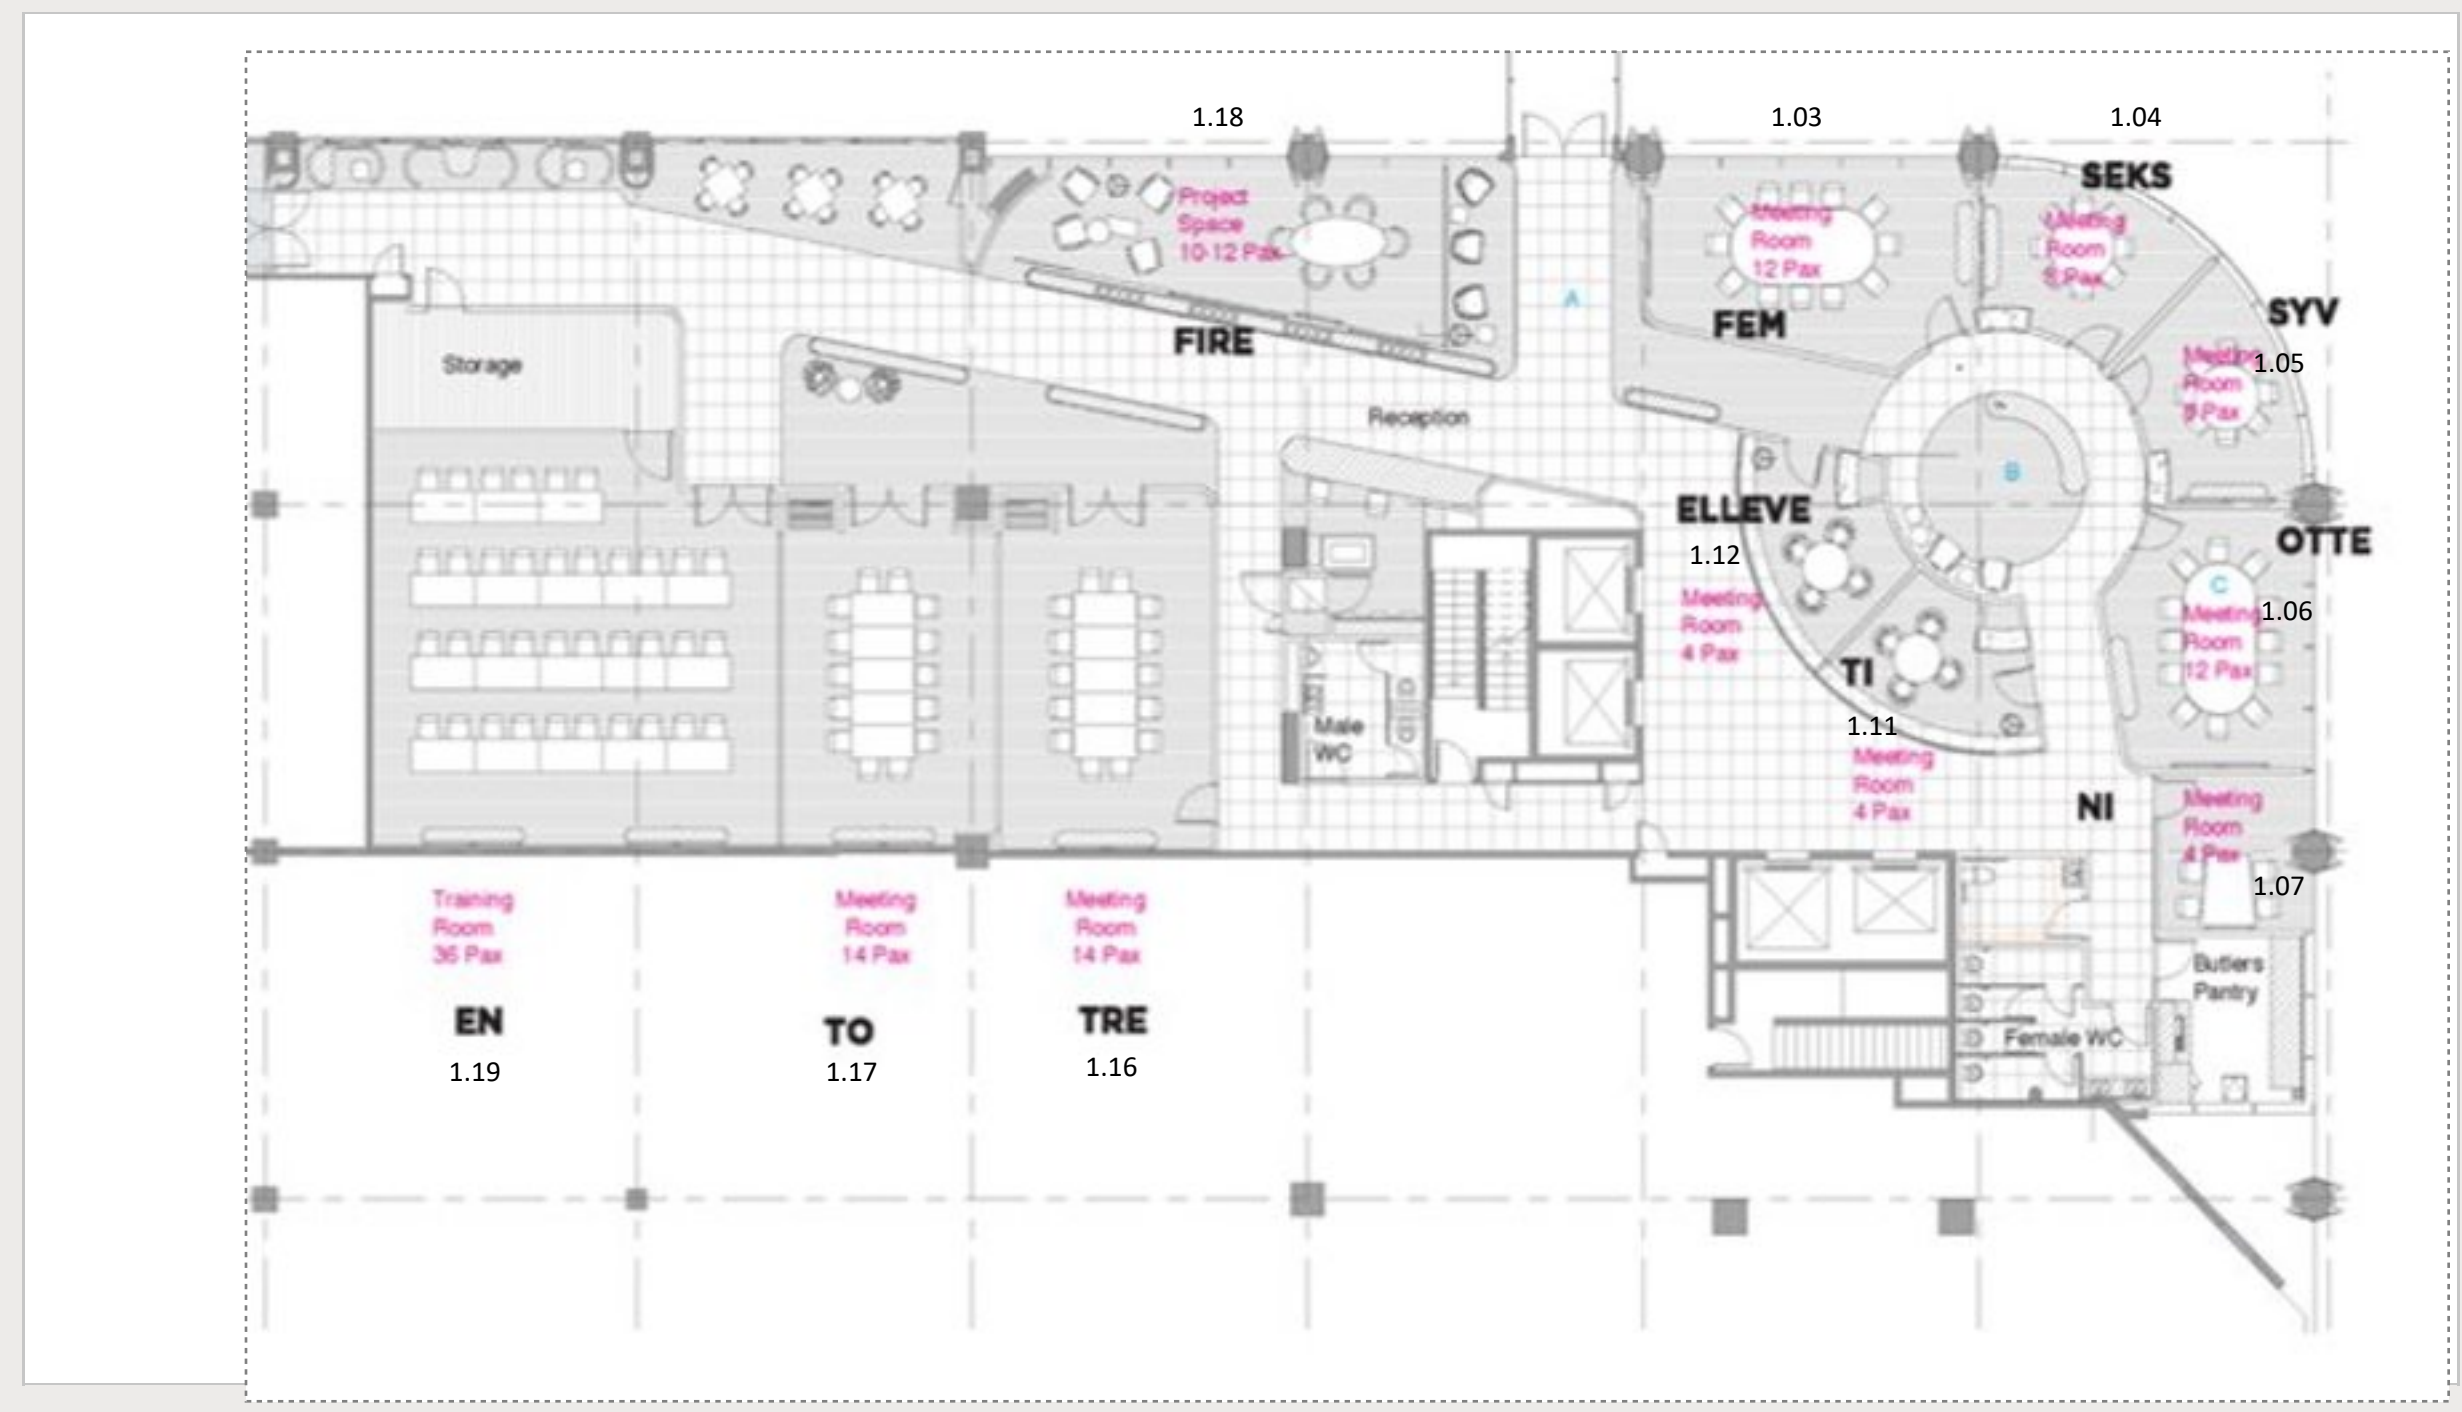 1.18
1.03
1.04
SEKS
Project
Space
10-12 Pax
Meeting
Room
12 Pax
Meeting
Room
8 Pax
A
SYV
FEM
FIRE
Storage
Meeting
1.05
Room
Pax
Reception
B
ELLEVE
OTTE
1.12
C
Meeting
Room
4 Pax
Meeting
1.06
Room
12 Pax
TI
1.11
Male
WC
Meeting
Room
4 Pax
NI
Meeting
Room
4 Pax
1.07
Training
Room
36 Pax
Meeting
Room
14 Pax
Meeting
Room
14 Pax
Butlers
Pantry
EN
TO
TRE
Female WC
1.19
1.17
1.16